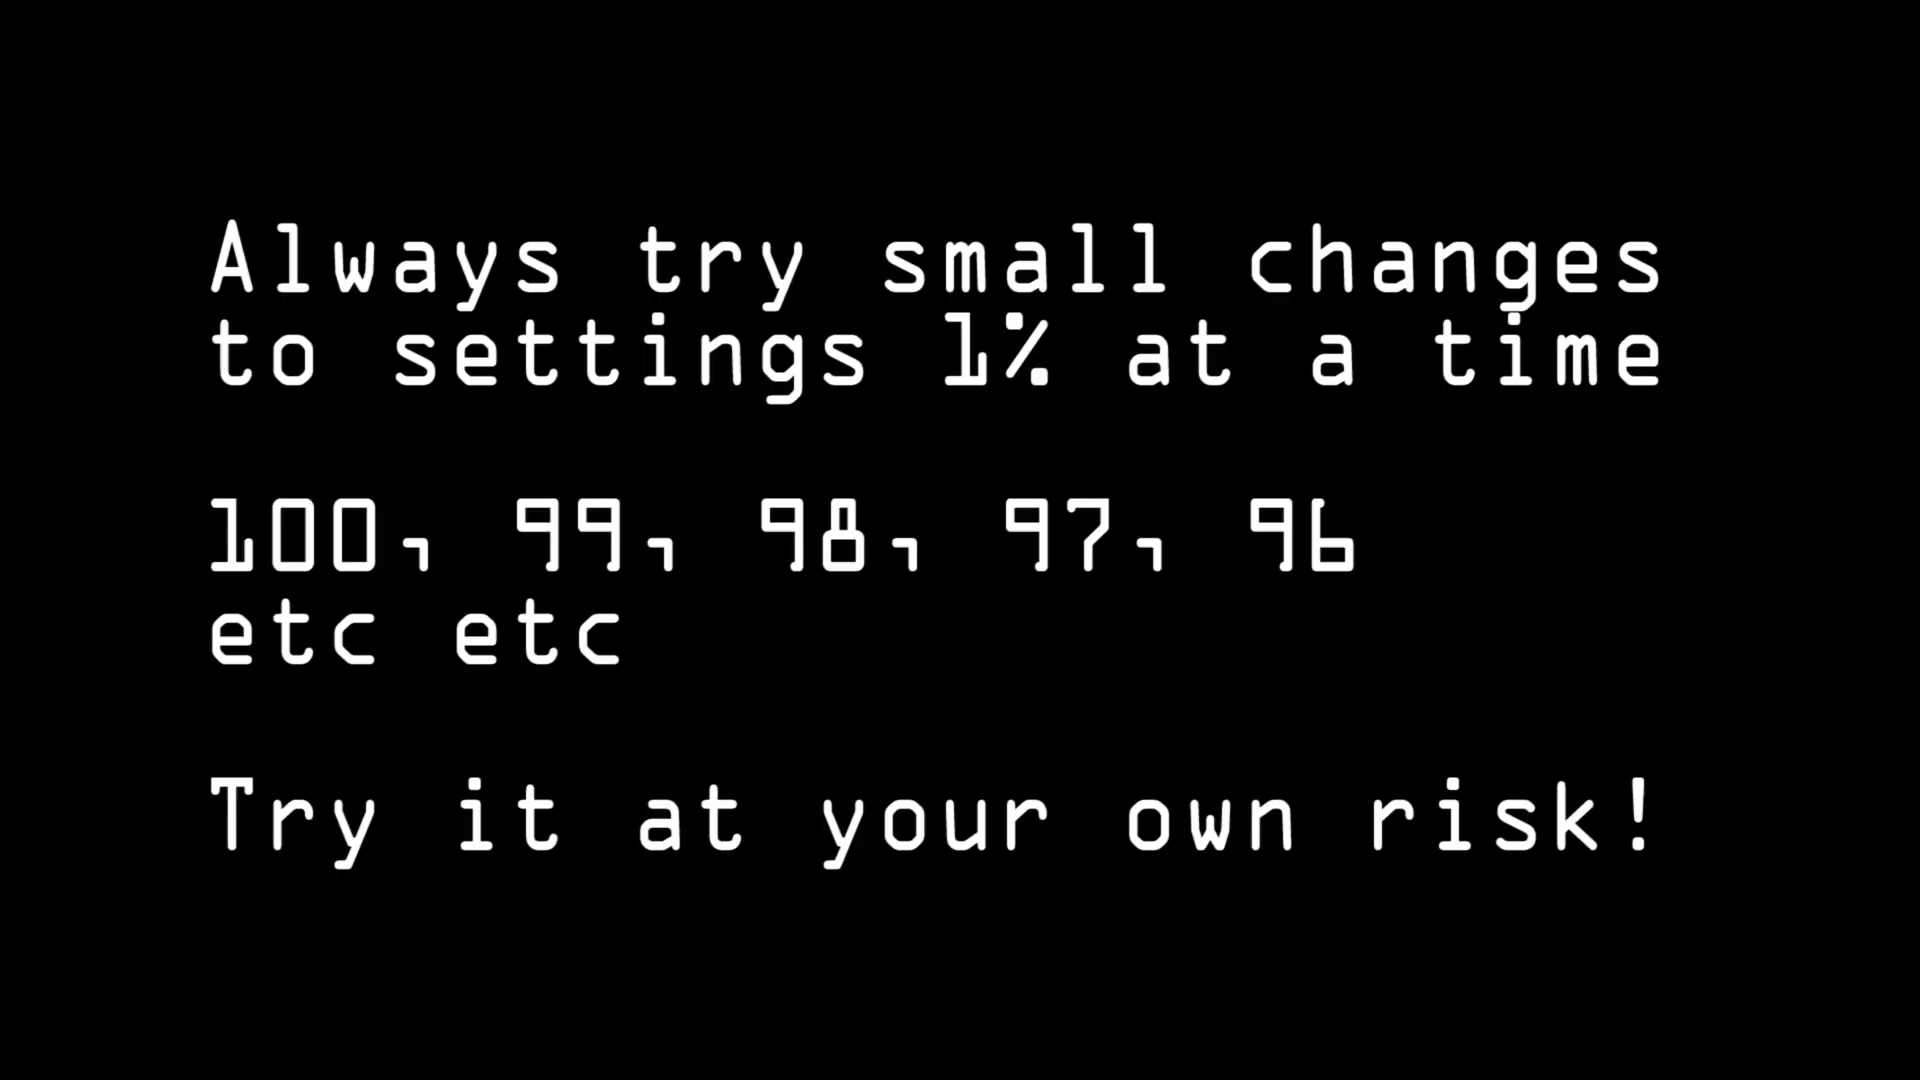 Always try small changes
to settings 1% at a time
100, 99, 98, 97, 96
etc etc
Try it at your own risk!